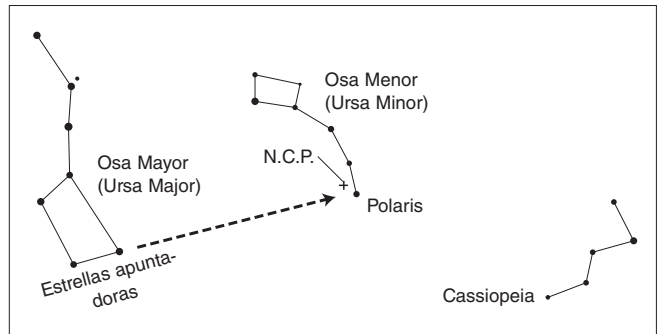 Osa Menor
(Ursa Minor)
N.C.P.
Osa Mayor
(Ursa Major)
Polaris
Estrellas apunta-
doras
Cassiopeia